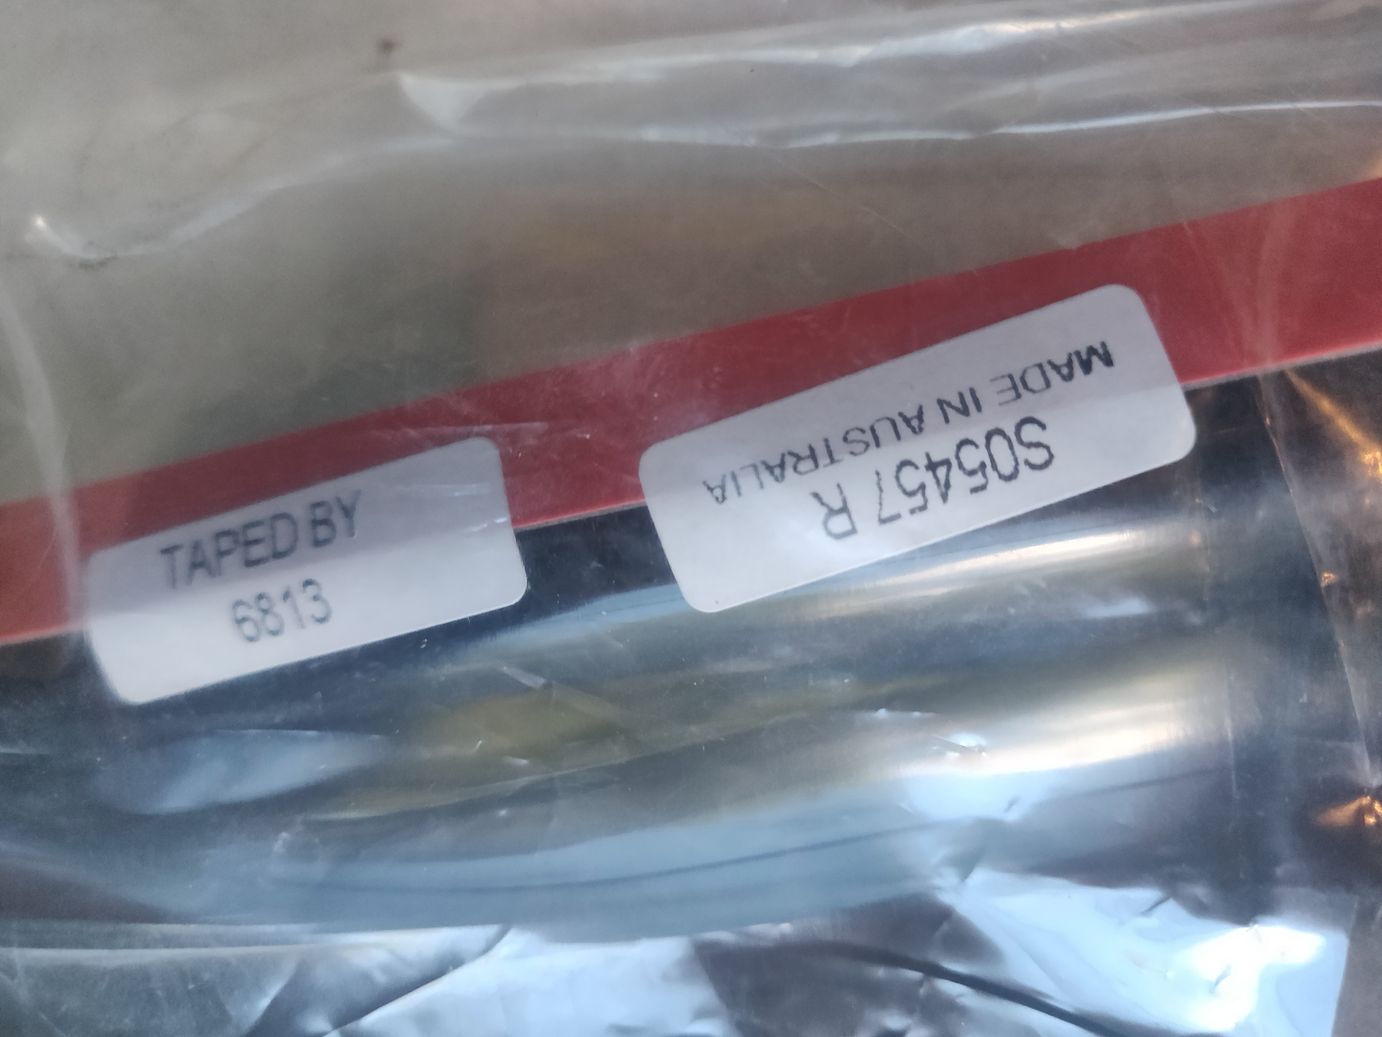 TAPED BY
6813
S05457 R
MADE IN AUSTRALIA